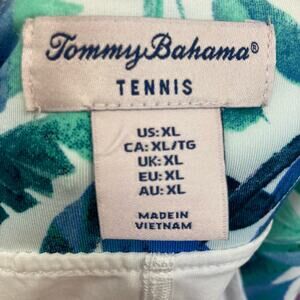 Tommy Bahama®
TENNIS
US: XL
CA: XL/TG
UK: XL
EU: XL
AU: XL
MADE IN
VIETNAM